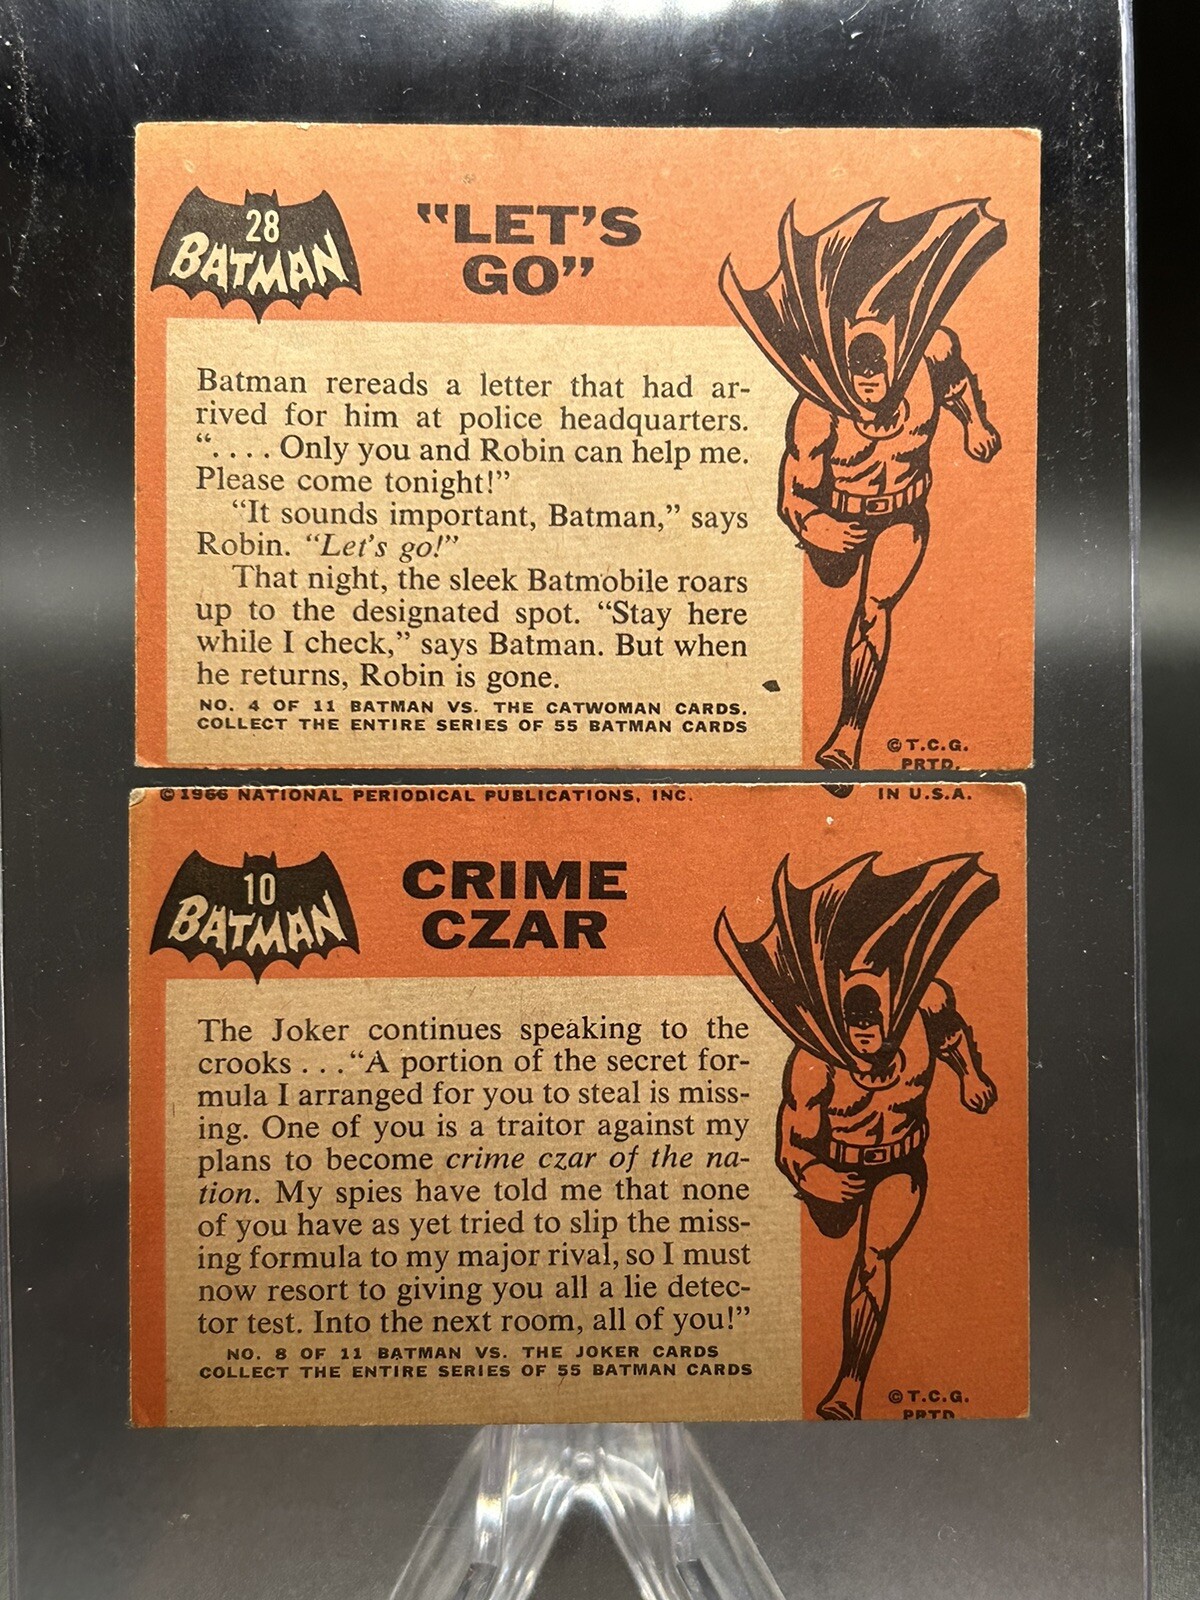 28
BATMAN
"LET'S
GO"
Batman rereads a letter that had ar-
rived for him at police headquarters.
". . . . Only you and Robin can help me.
Please come tonight!"
"It sounds important, Batman," says
Robin. "Let's go!"
That night, the sleek Batmobile roars
up to the designated spot. "Stay here
while I check," says Batman. But when
he returns, Robin is gone.
NO. 4 OF 11 BATMAN VS. THE CATWOMAN CARDS.
COLLECT THE ENTIRE SERIES OF 55 BATMAN CARDS
© T.C.G.
PRTD.
© 1966 NATIONAL PERIODICAL PUBLICATIONS, INC.
IN U.S.A.
10
BATMAN
CRIME
CZAR
The Joker continues speaking to the
crooks . . . "A portion of the secret for-
mula I arranged for you to steal is miss-
ing. One of you is a traitor against my
plans to become crime czar of the na-
tion. My spies have told me that none
of you have as yet tried to slip the miss-
ing formula to my major rival, so I must
now resort to giving you all a lie detec-
tor test. Into the next room, all of you!"
NO. 8 OF 11 BATMAN VS. THE JOKER CARDS
COLLECT THE ENTIRE SERIES OF 55 BATMAN CARDS
© T.C.G.
PRTD.